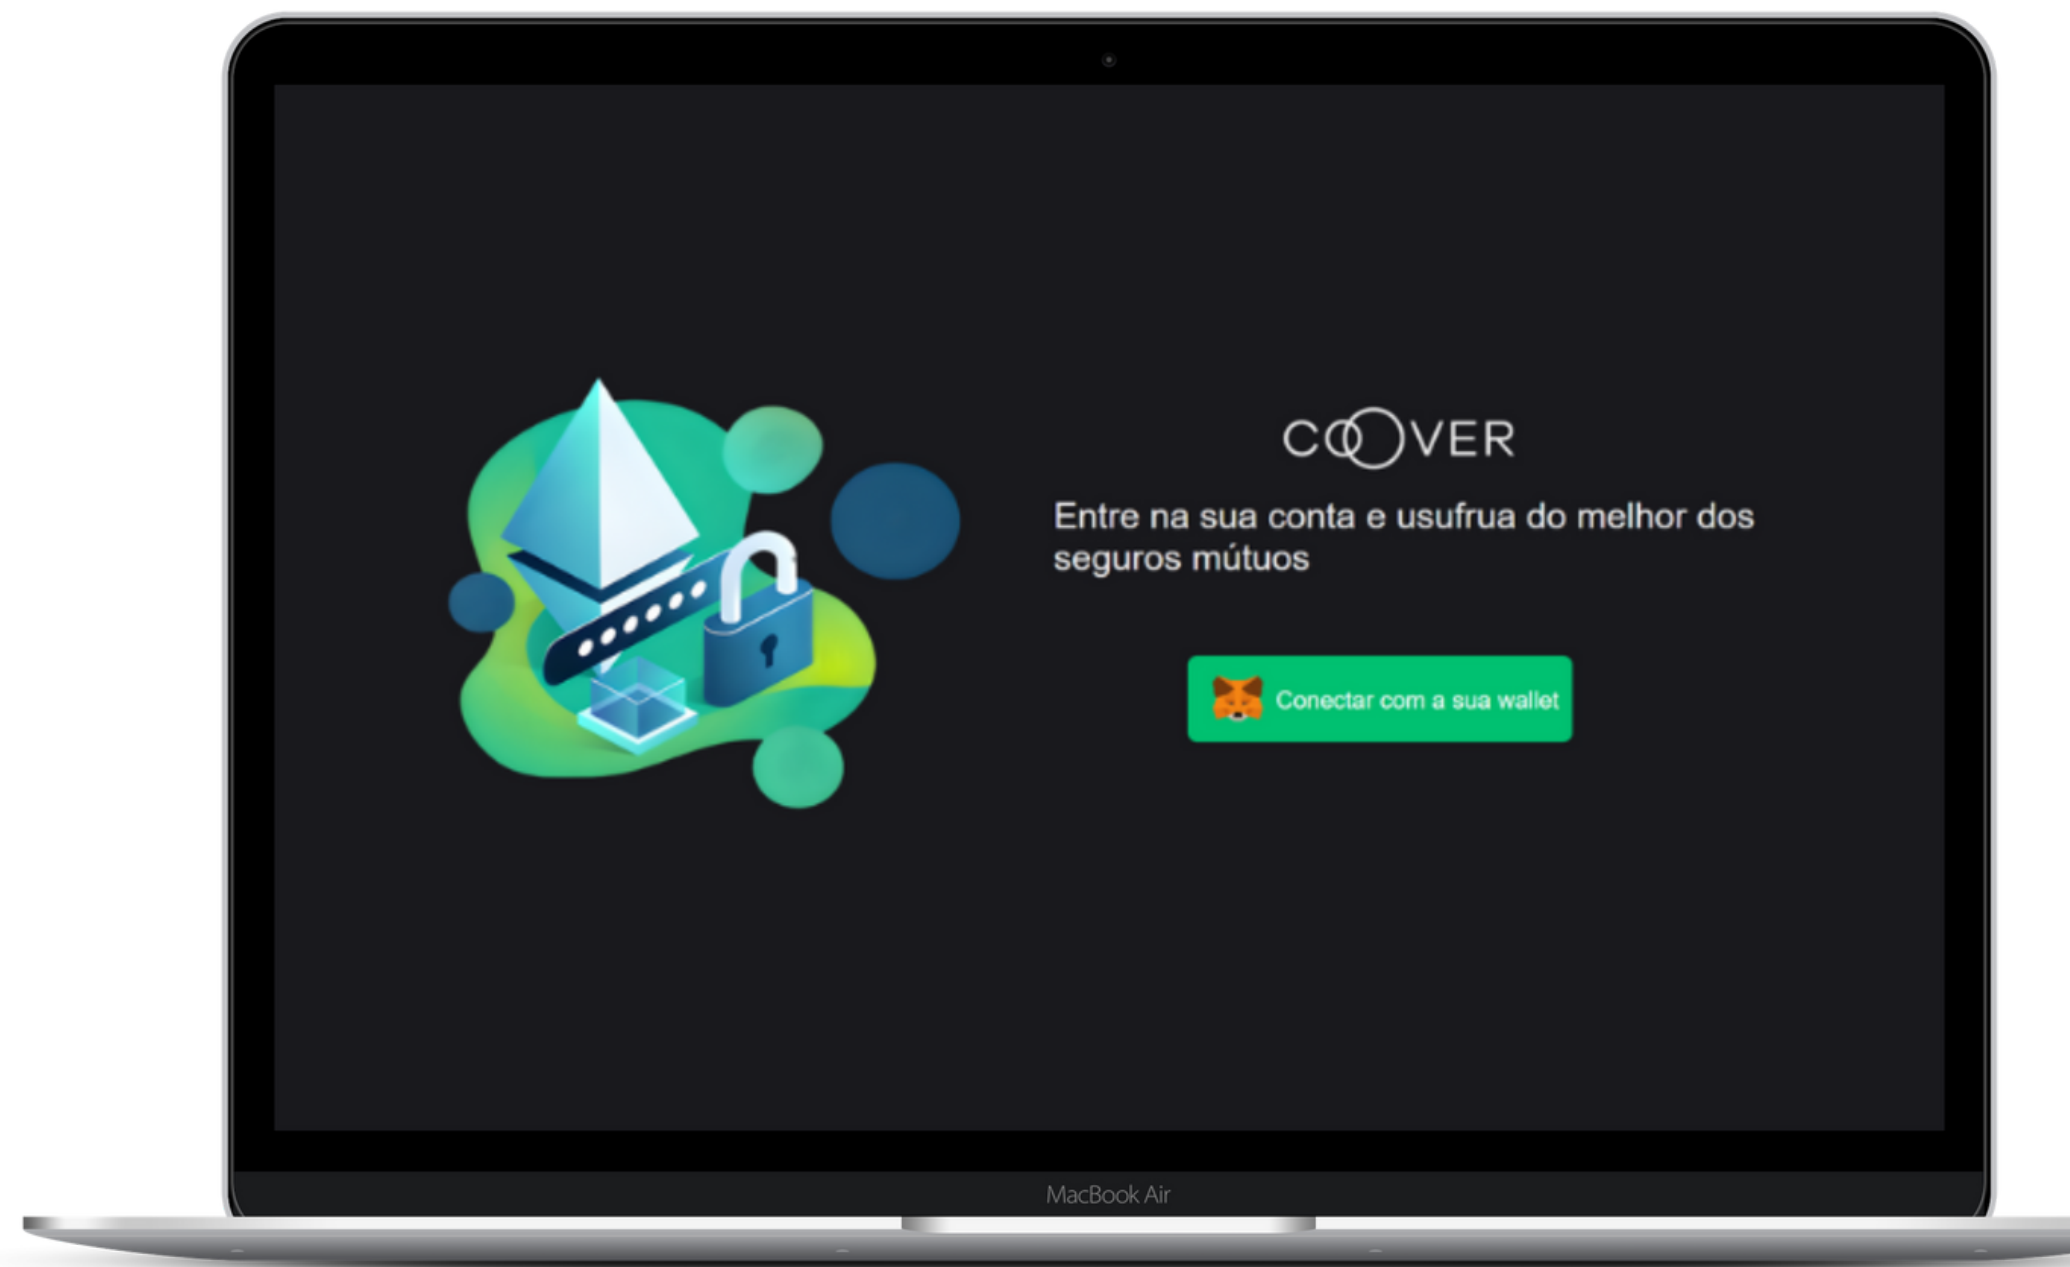 COOVER
Entre na sua conta e usufrua do melhor dos
seguros mútuos
Conectar com a sua wallet
MacBook Air